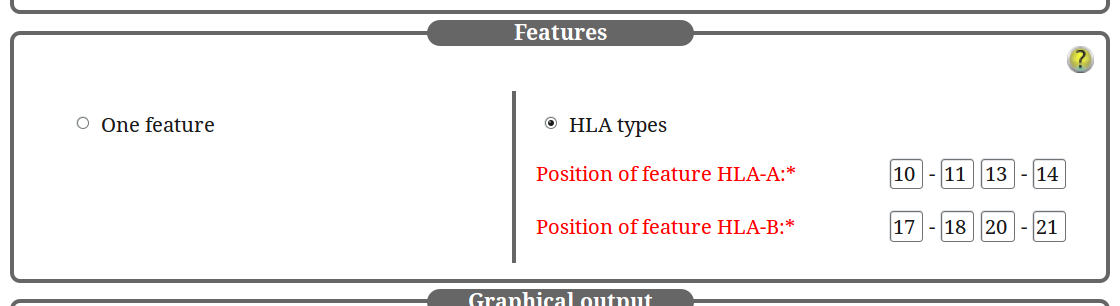 Features
?
One feature
HLA types
Position of feature HLA-A:* 10 - 11 13 - 14
Position of feature HLA-B:* 17 - 18 20 - 21
Graphical output